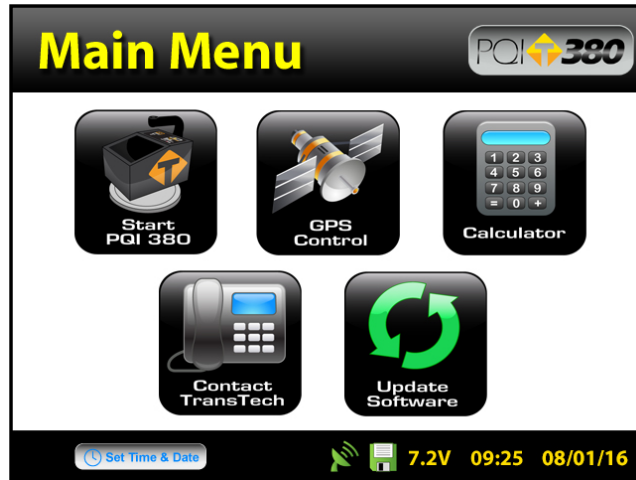 Main Menu
PQI T 380
Start
PQI 380
GPS
Control
1 2 3
4 5 6
7 8 9
= 0 +
Calculator
T
Contact
TransTech
Update
Software
Set Time & Date
7.2V 09:25 08/01/16